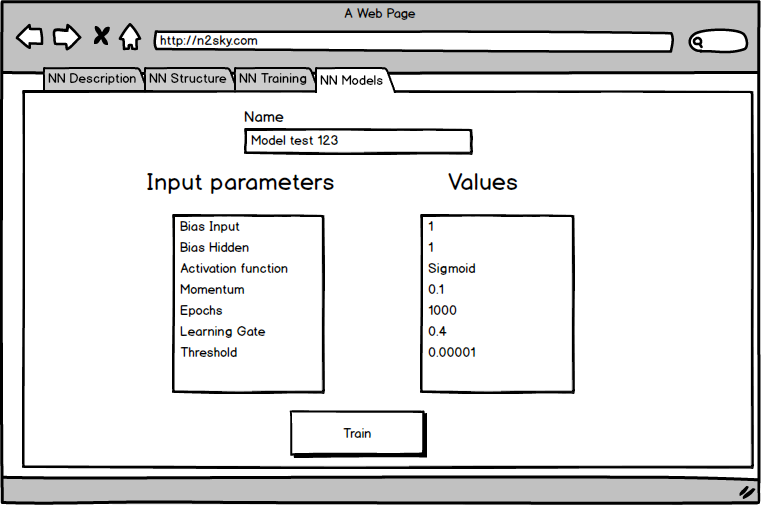 A Web Page
http://n2sky.com
NN Description NN Structure NN Training NN Models
Name
Model test 123
Input parameters Values
Bias Input 1
Bias Hidden 1
Activation function Sigmoid
Momentum 0.1
Epochs 1000
Learning Gate 0.4
Threshold 0.00001
Train